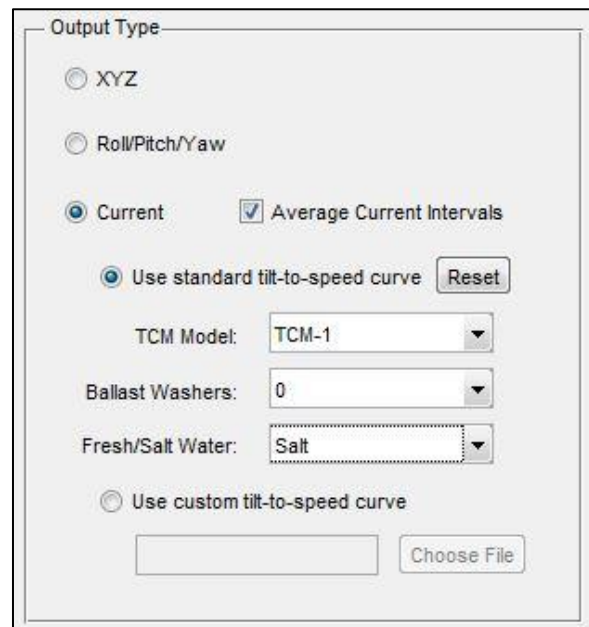 Output Type
XYZ
Roll/Pitch/Yaw
Current Average Current Intervals
Use standard tilt-to-speed curve Reset
TCM Model: TCM-1
Ballast Washers: 0
Fresh/Salt Water: Salt
Use custom tilt-to-speed curve
Choose File